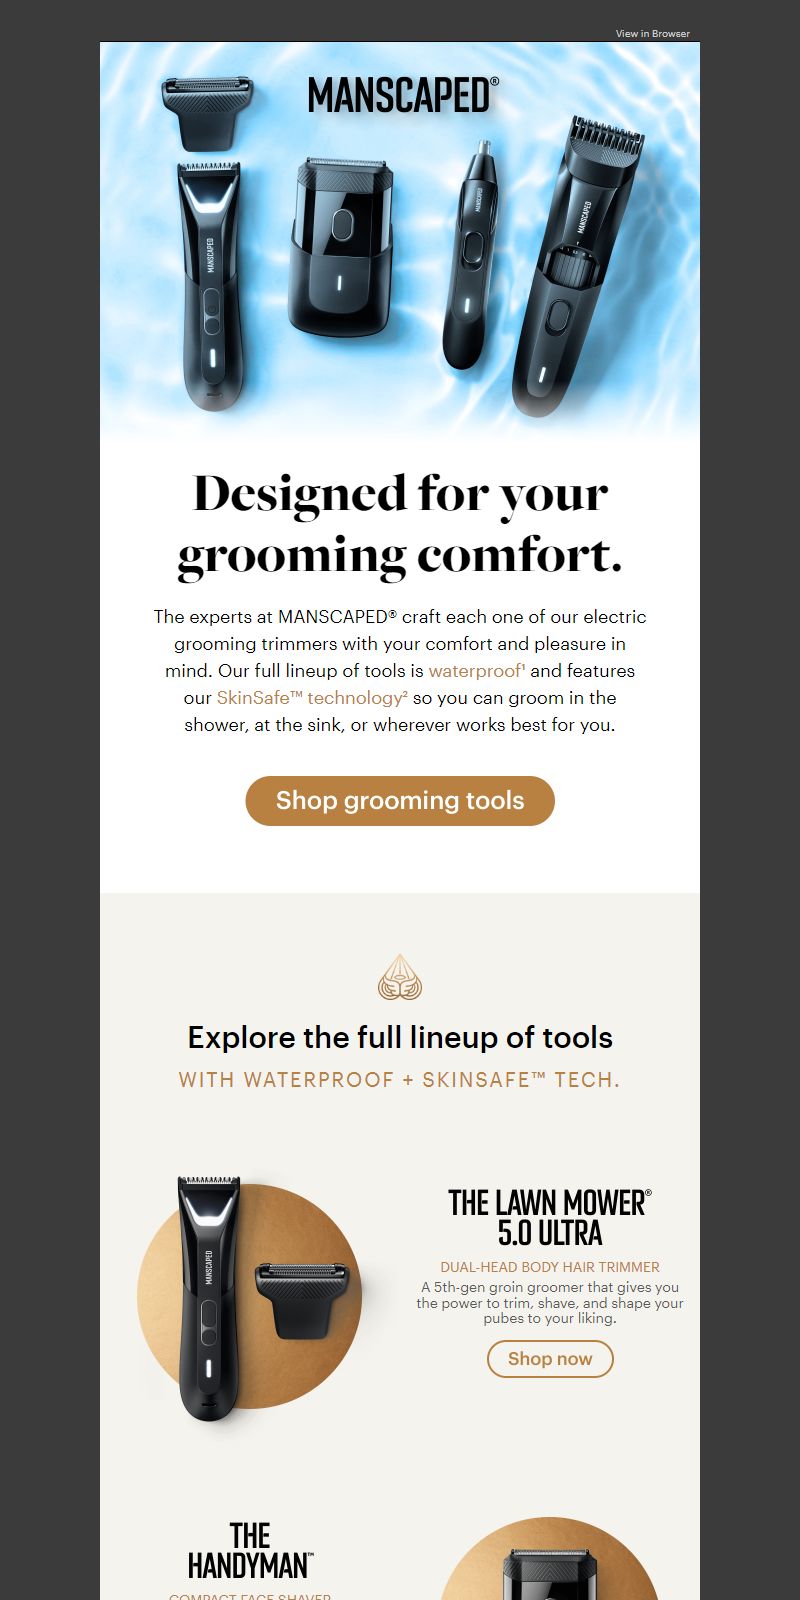 View in Browser
MANSCAPED®
MANSCAPED
MANSCAPED
MANSCAPED
Designed for your
grooming comfort.
The experts at MANSCAPED® craft each one of our electric
grooming trimmers with your comfort and pleasure in
mind. Our full lineup of tools is waterproof¹ and features
our SkinSafe™ technology² so you can groom in the
shower, at the sink, or wherever works best for you.
Shop grooming tools
Explore the full lineup of tools
WITH WATERPROOF + SKINSAFE™ TECH.
MANSCAPED
THE LAWN MOWER®
5.0 ULTRA
DUAL-HEAD BODY HAIR TRIMMER
A 5th-gen groin groomer that gives you
the power to trim, shave, and shape your
pubes to your liking.
Shop now
THE
HANDYMAN™
COMPACT FACE SHAVER